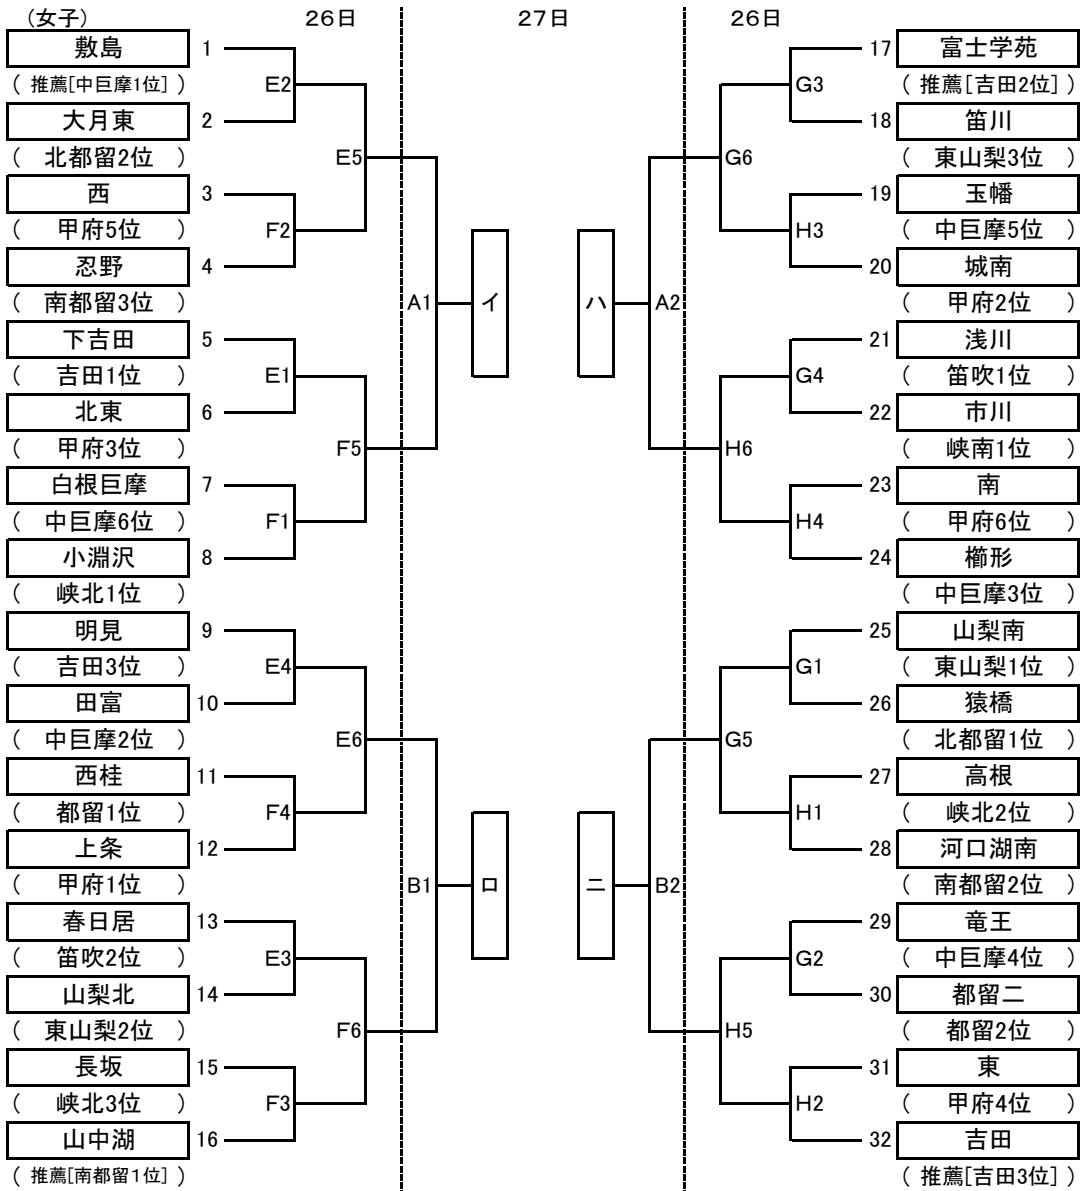 (女子)
26日
27日
26日
敷島 1
( 推薦[中巨摩1位] )
大月東 2
( 北都留2位 )
西 3
( 甲府5位 )
忍野 4
( 南都留3位 )
下吉田 5
( 吉田1位 )
北東 6
( 甲府3位 )
白根巨摩 7
( 中巨摩6位 )
小淵沢 8
( 峡北1位 )
明見 9
( 吉田3位 )
田富 10
( 中巨摩2位 )
西桂 11
( 都留1位 )
上条 12
( 甲府1位 )
春日居 13
( 笛吹2位 )
山梨北 14
( 東山梨2位 )
長坂 15
( 峡北3位 )
山中湖 16
( 推薦[南都留1位] )
E2
F2
E1
F1
E4
F4
E3
F3
E5
F5
E6
F6
A1
B1
イ
ロ
ハ
ニ
A2
B2
G6
H6
G5
H5
G3
H3
G4
H4
G1
H1
G2
H2
17 富士学苑
( 推薦[吉田2位] )
18 笛川
( 東山梨3位 )
19 玉幡
( 中巨摩5位 )
20 城南
( 甲府2位 )
21 浅川
( 笛吹1位 )
22 市川
( 峡南1位 )
23 南
( 甲府6位 )
24 櫛形
( 中巨摩3位 )
25 山梨南
( 東山梨1位 )
26 猿橋
( 北都留1位 )
27 高根
( 峡北2位 )
28 河口湖南
( 南都留2位 )
29 竜王
( 中巨摩4位 )
30 都留二
( 都留2位 )
31 東
( 甲府4位 )
32 吉田
( 推薦[吉田3位] )